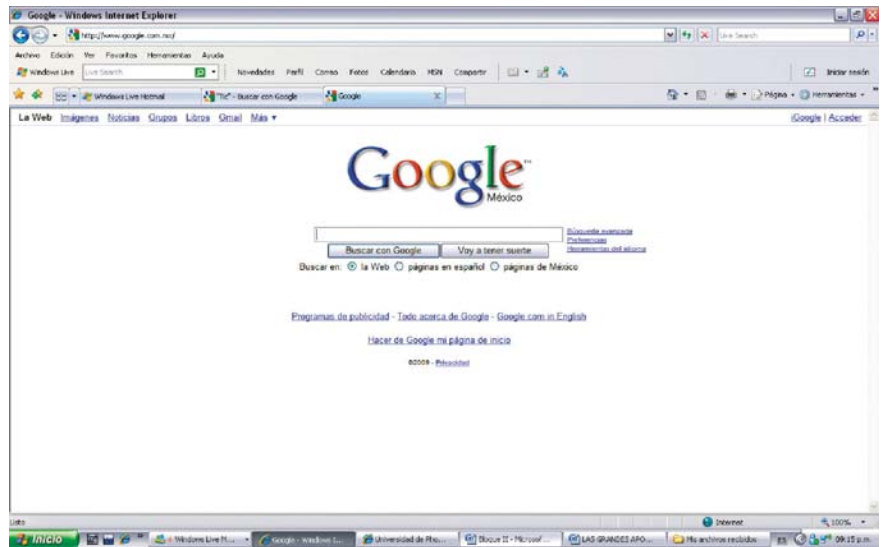 Google - Windows Internet Explorer
http://www.google.com.mx/
Live Search
Archivo Edición Ver Favoritos Herramientas Ayuda
Windows Live Live Search Novedades Perfil Correo Fotos Calendario MSN Compartir Iniciar sesión
Windows Live Hotmail "Tic" - Buscar con Google Google Página Herramientas
La Web Imágenes Noticias Grupos Libros Gmail Más ▼ iGoogle | Acceder
Google™
México
Búsqueda avanzada
Preferencias
Herramientas del idioma
Buscar con Google Voy a tener suerte
Buscar en: la Web páginas en español páginas de México
Programas de publicidad - Todo acerca de Google - Google.com in English
Hacer de Google mi página de inicio
©2009 - Privacidad
Listo Internet 100%
Inicio Windows Live M... Google - Windows I... Universidad de Pho... Bloque II - Microsof... LAS GRANDES APO... Mis archivos recibidos ES 09:15 p.m.